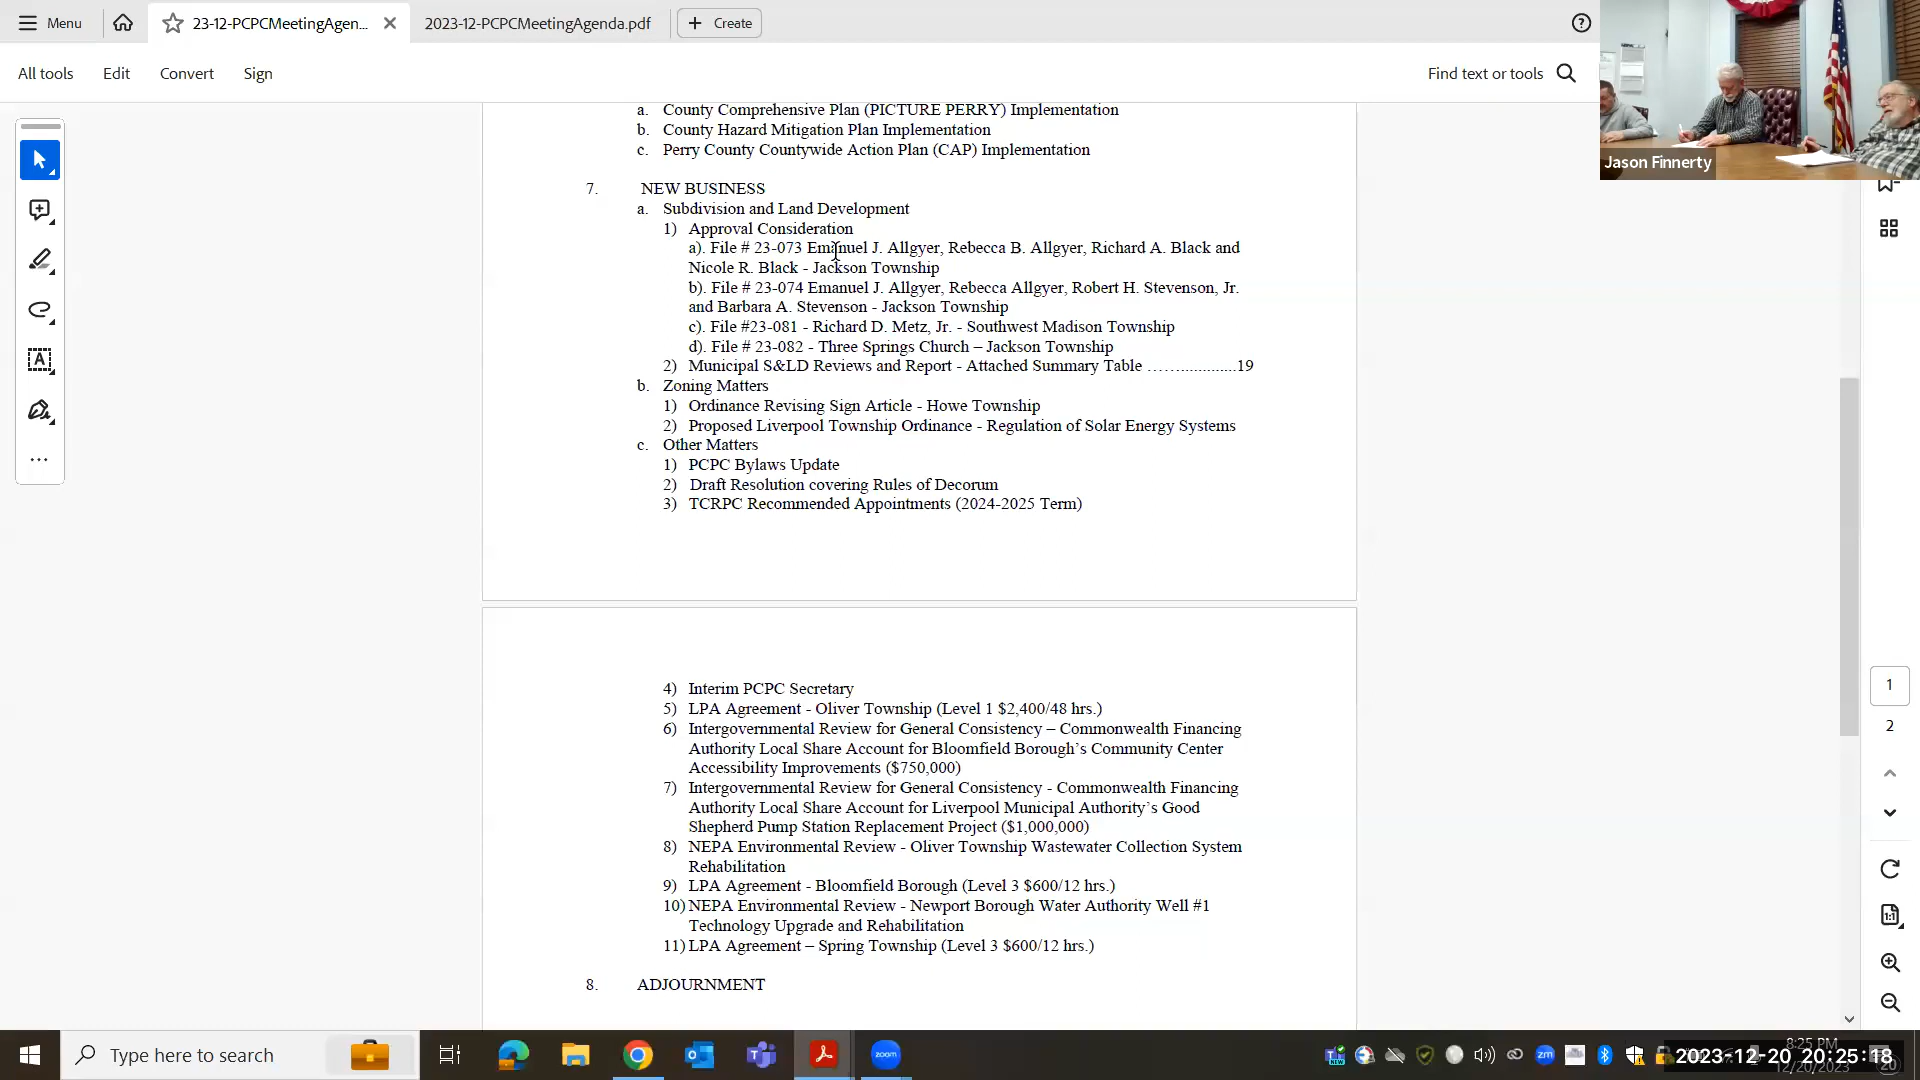 Menu
23-12-PCPCMeetingAgen...
2023-12-PCPCMeetingAgenda.pdf
Create
All tools
Edit
Convert
Sign
Find text or tools
Jason Finnerty
a. County Comprehensive Plan (PICTURE PERRY) Implementation
b. County Hazard Mitigation Plan Implementation
c. Perry County Countywide Action Plan (CAP) Implementation
7. NEW BUSINESS
a. Subdivision and Land Development
1) Approval Consideration
a). File # 23-073 Emanuel J. Allgyer, Rebecca B. Allgyer, Richard A. Black and
Nicole R. Black - Jackson Township
b). File # 23-074 Emanuel J. Allgyer, Rebecca Allgyer, Robert H. Stevenson, Jr.
and Barbara A. Stevenson - Jackson Township
c). File #23-081 - Richard D. Metz, Jr. - Southwest Madison Township
d). File # 23-082 - Three Springs Church – Jackson Township
2) Municipal S&LD Reviews and Report - Attached Summary Table …….............19
b. Zoning Matters
1) Ordinance Revising Sign Article - Howe Township
2) Proposed Liverpool Township Ordinance - Regulation of Solar Energy Systems
c. Other Matters
1) PCPC Bylaws Update
2) Draft Resolution covering Rules of Decorum
3) TCRPC Recommended Appointments (2024-2025 Term)
4) Interim PCPC Secretary
5) LPA Agreement - Oliver Township (Level 1 $2,400/48 hrs.)
6) Intergovernmental Review for General Consistency – Commonwealth Financing
Authority Local Share Account for Bloomfield Borough’s Community Center
Accessibility Improvements ($750,000)
7) Intergovernmental Review for General Consistency - Commonwealth Financing
Authority Local Share Account for Liverpool Municipal Authority’s Good
Shepherd Pump Station Replacement Project ($1,000,000)
8) NEPA Environmental Review - Oliver Township Wastewater Collection System
Rehabilitation
9) LPA Agreement - Bloomfield Borough (Level 3 $600/12 hrs.)
10) NEPA Environmental Review - Newport Borough Water Authority Well #1
Technology Upgrade and Rehabilitation
11) LPA Agreement – Spring Township (Level 3 $600/12 hrs.)
8. ADJOURNMENT
1
2
Type here to search
zoom
zm
8:25 PM
2023-12-20 20:25:18
12/20/2023
20